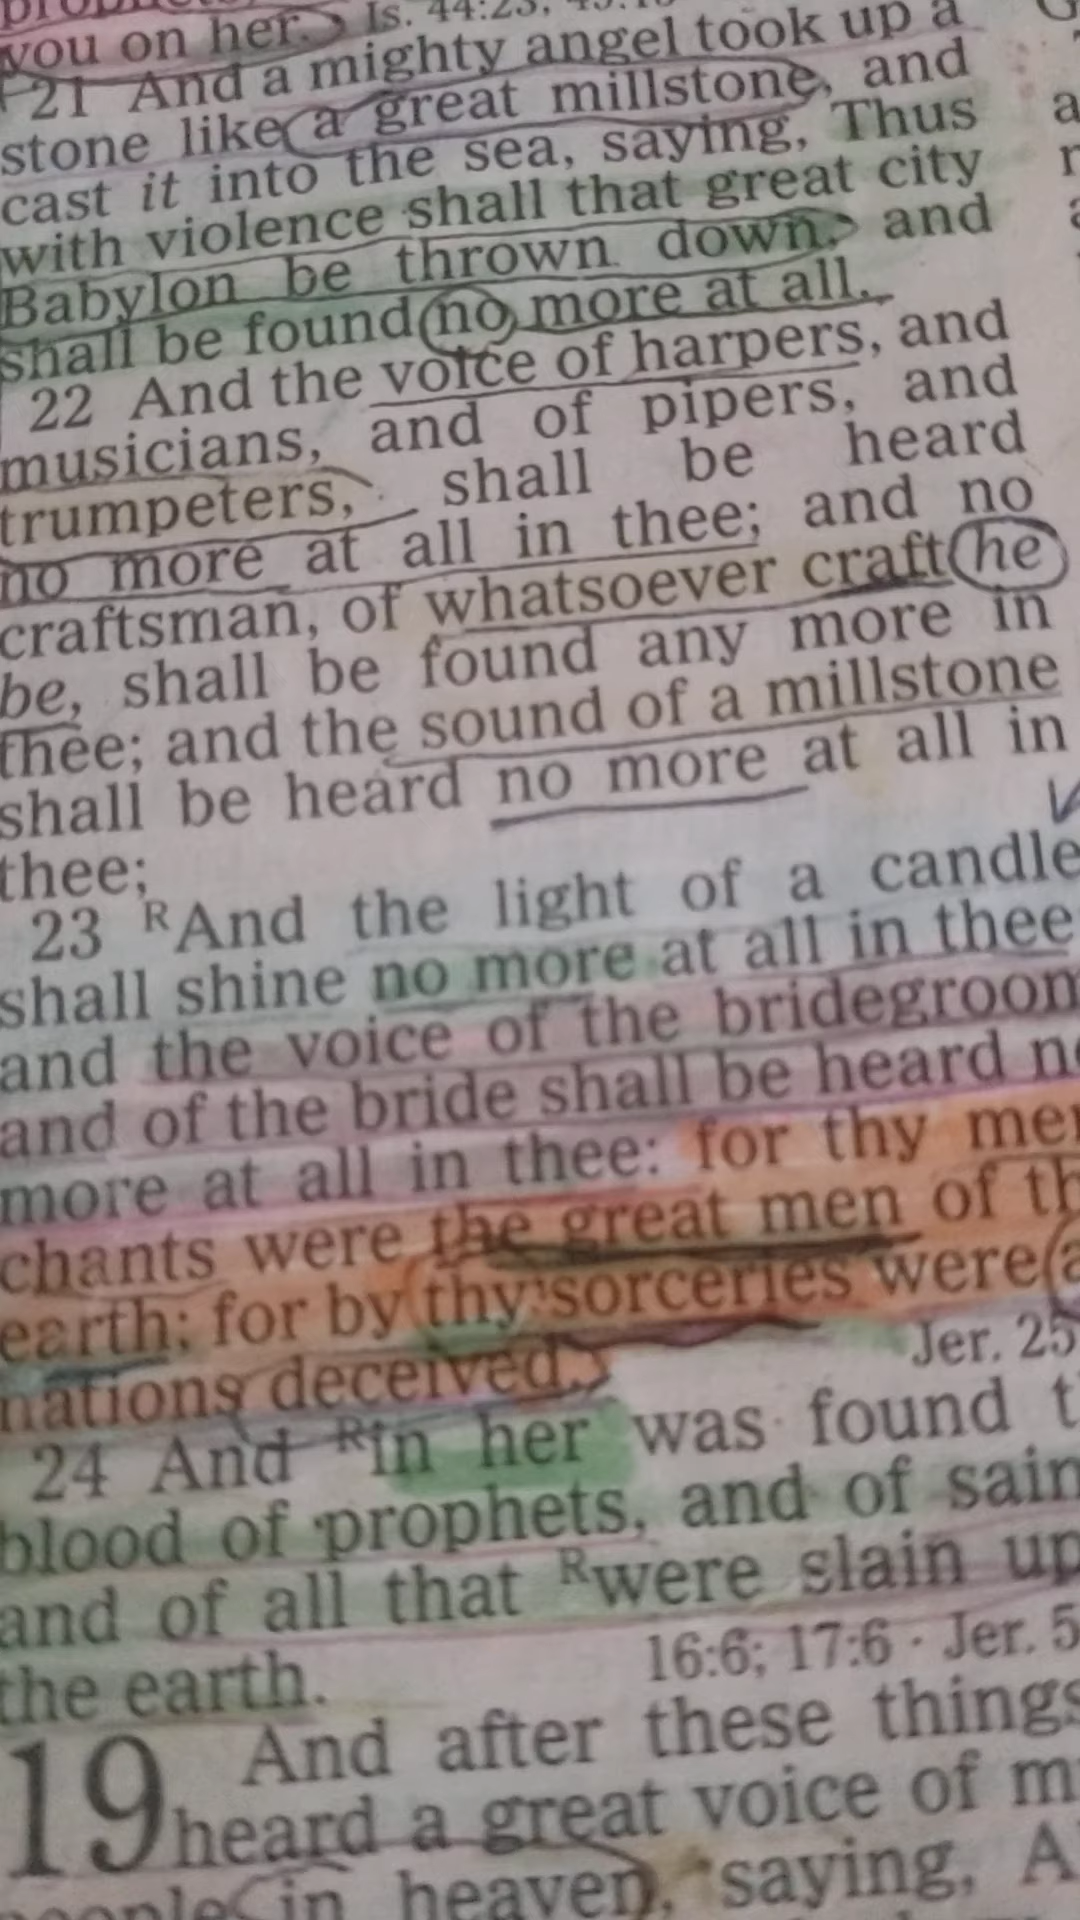 you on her. Is. 44:23,
21 And a mighty angel took up a
stone like a great millstone, and
cast it into the sea, saying, Thus
with violence shall that great city
Babylon be thrown down, and
shall be found no more at all.
22 And the voice of harpers, and
musicians, and of pipers, and
trumpeters, shall be heard
no more at all in thee; and no
craftsman, of whatsoever craft he
be, shall be found any more in
thee; and the sound of a millstone
shall be heard no more at all in
thee;
23 RAnd the light of a candle
shall shine no more at all in thee
and the voice of the bridegroom
and of the bride shall be heard no
more at all in thee: for thy mer
chants were the great men of th
earth; for by thy sorceries were a
nations deceived. Jer. 25
24 And Rin her was found t
blood of prophets, and of sain
and of all that Rwere slain up
the earth. 16:6; 17:6 · Jer. 5
19 And after these things
heard a great voice of m
people in heaven, saying, A